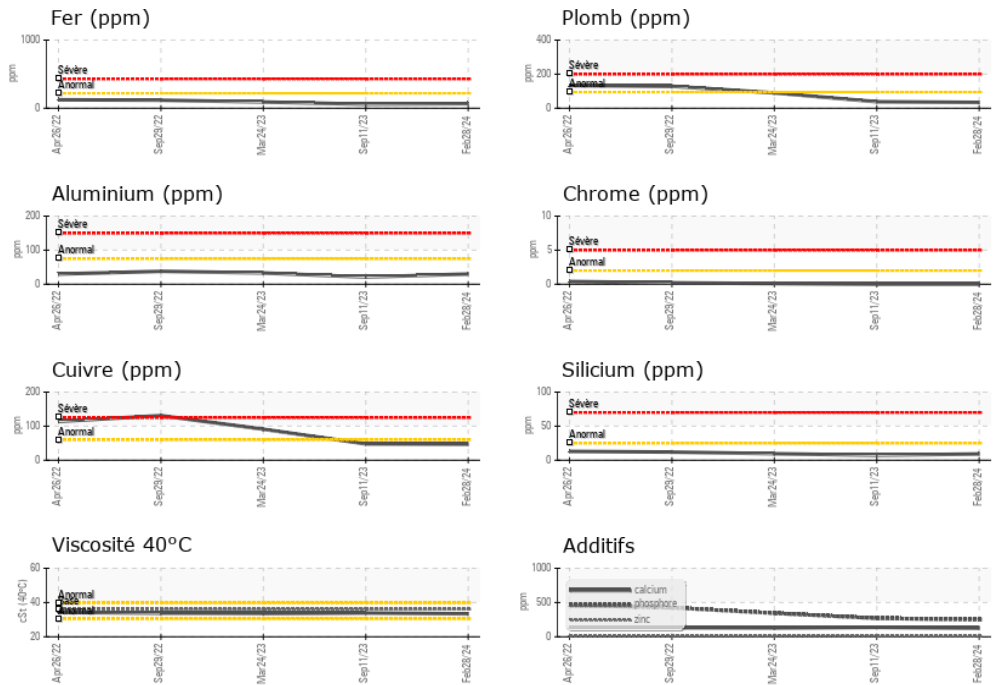 Fer (ppm)
1000
ppm
Sévère
Anormal
0
Apr26/22
Sep29/22
Mar24/23
Sep11/23
Feb28/24
Plomb (ppm)
400
ppm
Sévère
200
Anormal
0
Apr26/22
Sep29/22
Mar24/23
Sep11/23
Feb28/24
Aluminium (ppm)
200
ppm
Sévère
100
Anormal
0
Apr26/22
Sep29/22
Mar24/23
Sep11/23
Feb28/24
Chrome (ppm)
10
ppm
Sévère
5
Anormal
0
Apr26/22
Sep29/22
Mar24/23
Sep11/23
Feb28/24
Cuivre (ppm)
200
ppm
Sévère
100
Anormal
0
Apr26/22
Sep29/22
Mar24/23
Sep11/23
Feb28/24
Silicium (ppm)
100
ppm
Sévère
50
Anormal
0
Apr26/22
Sep29/22
Mar24/23
Sep11/23
Feb28/24
Viscosité 40°C
60
cSt (40°C)
Anormal
40
Base
Anormal
20
Apr26/22
Sep29/22
Mar24/23
Sep11/23
Feb28/24
Additifs
1000
ppm
calcium
500
phosphore
zinc
0
Apr26/22
Sep29/22
Mar24/23
Sep11/23
Feb28/24